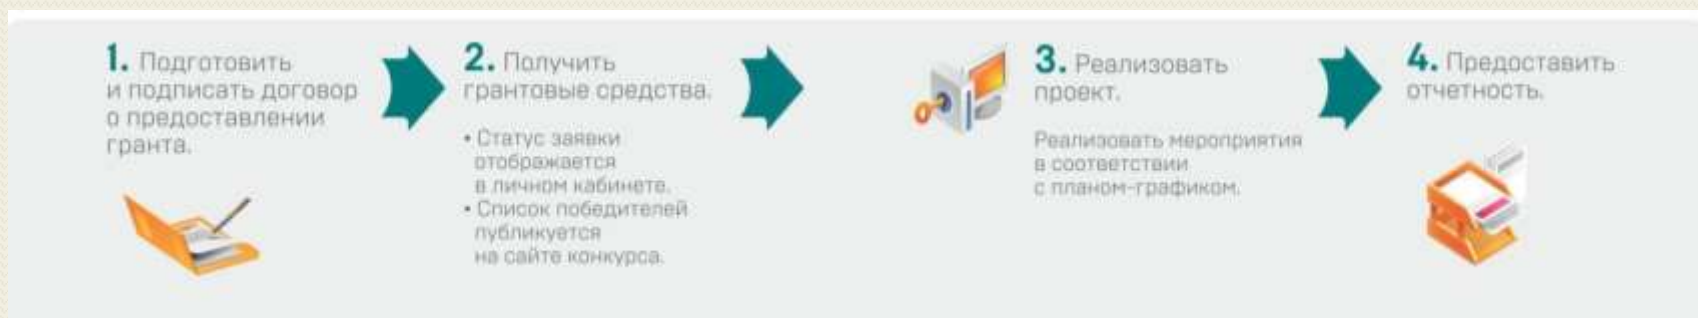 1. Подготовить
и подписать договор
о предоставлении
гранта.
2. Получить
грантовые средства.
• Статус заявки
отображается
в личном кабинете.
• Список победителей
публикуется
на сайте конкурса.
3. Реализовать
проект.
Реализовать мероприятия
в соответствии
с планом-графиком.
4. Предоставить
отчетность.